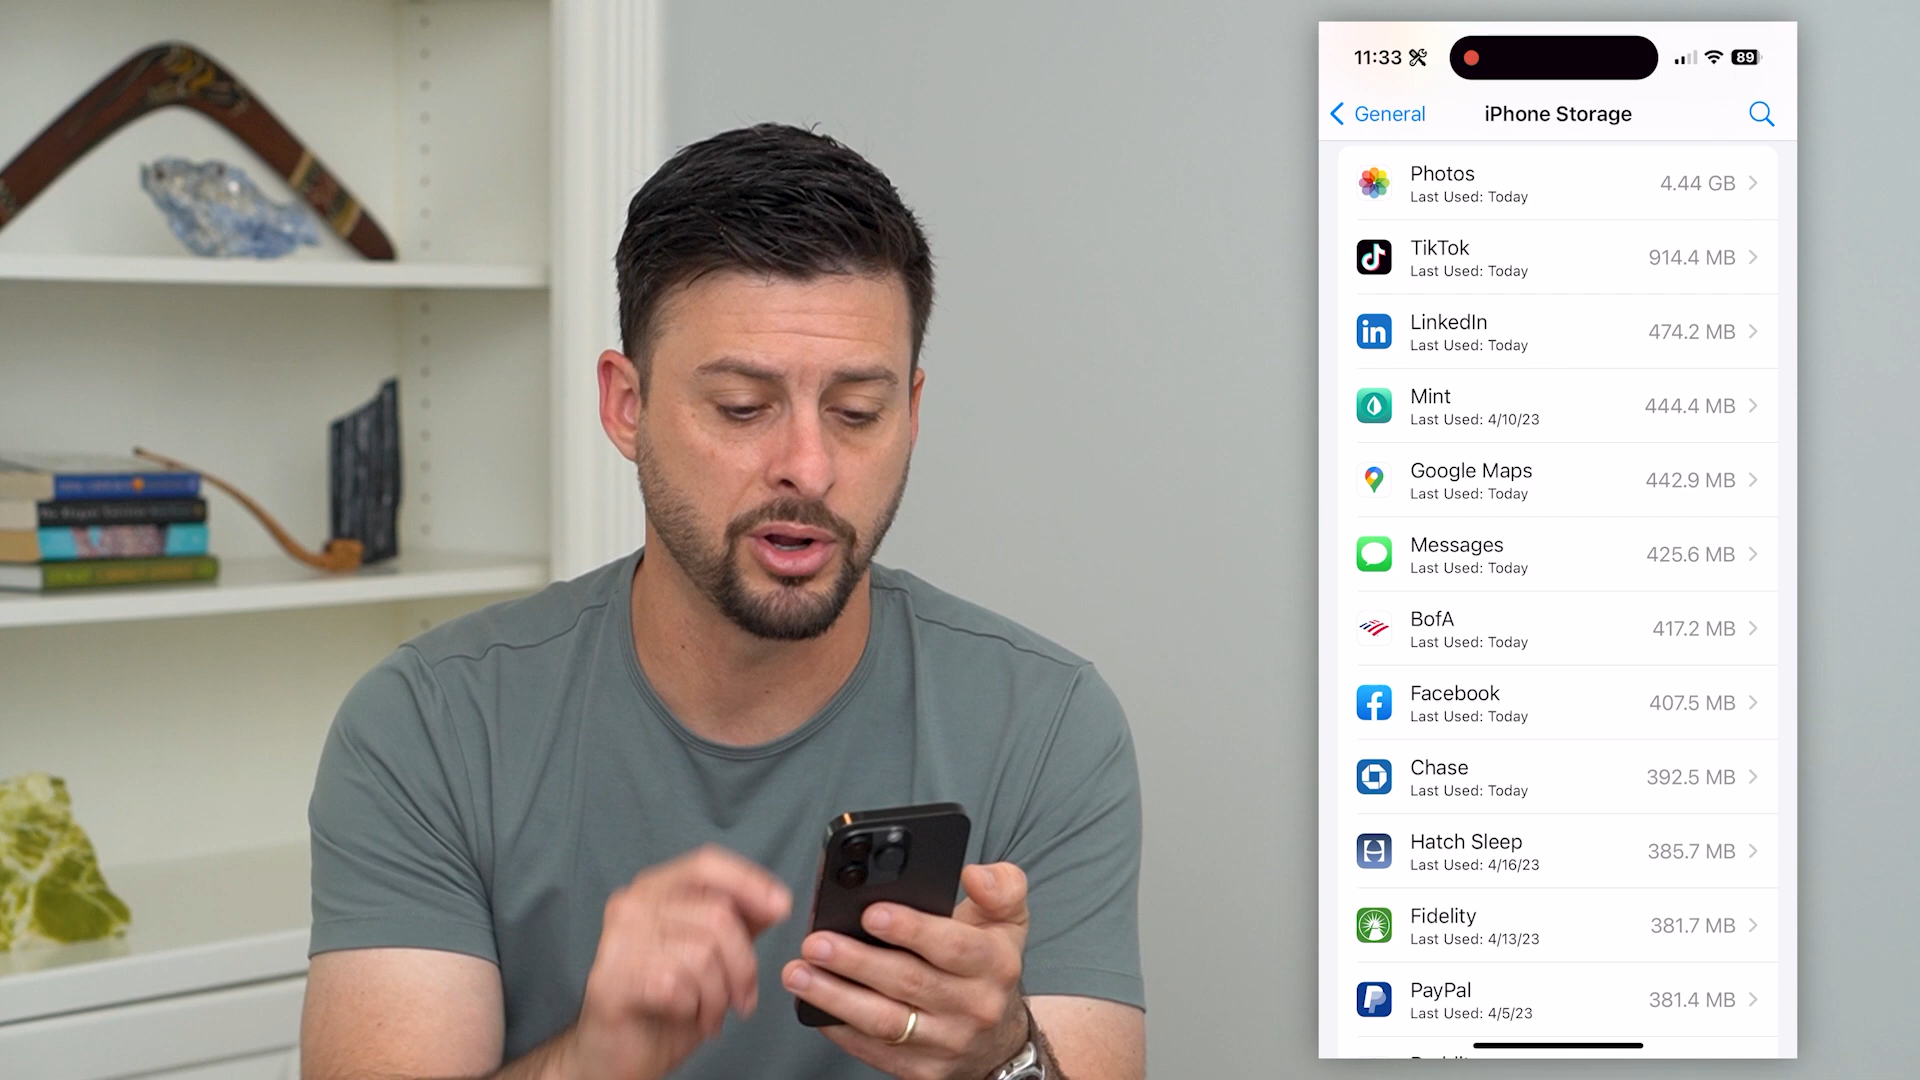 11:33
89
General
iPhone Storage
Photos
Last Used: Today
4.44 GB
TikTok
Last Used: Today
914.4 MB
LinkedIn
Last Used: Today
474.2 MB
Mint
Last Used: 4/10/23
444.4 MB
Google Maps
Last Used: Today
442.9 MB
Messages
Last Used: Today
425.6 MB
BofA
Last Used: Today
417.2 MB
Facebook
Last Used: Today
407.5 MB
Chase
Last Used: Today
392.5 MB
Hatch Sleep
Last Used: 4/16/23
385.7 MB
Fidelity
Last Used: 4/13/23
381.7 MB
PayPal
Last Used: 4/5/23
381.4 MB